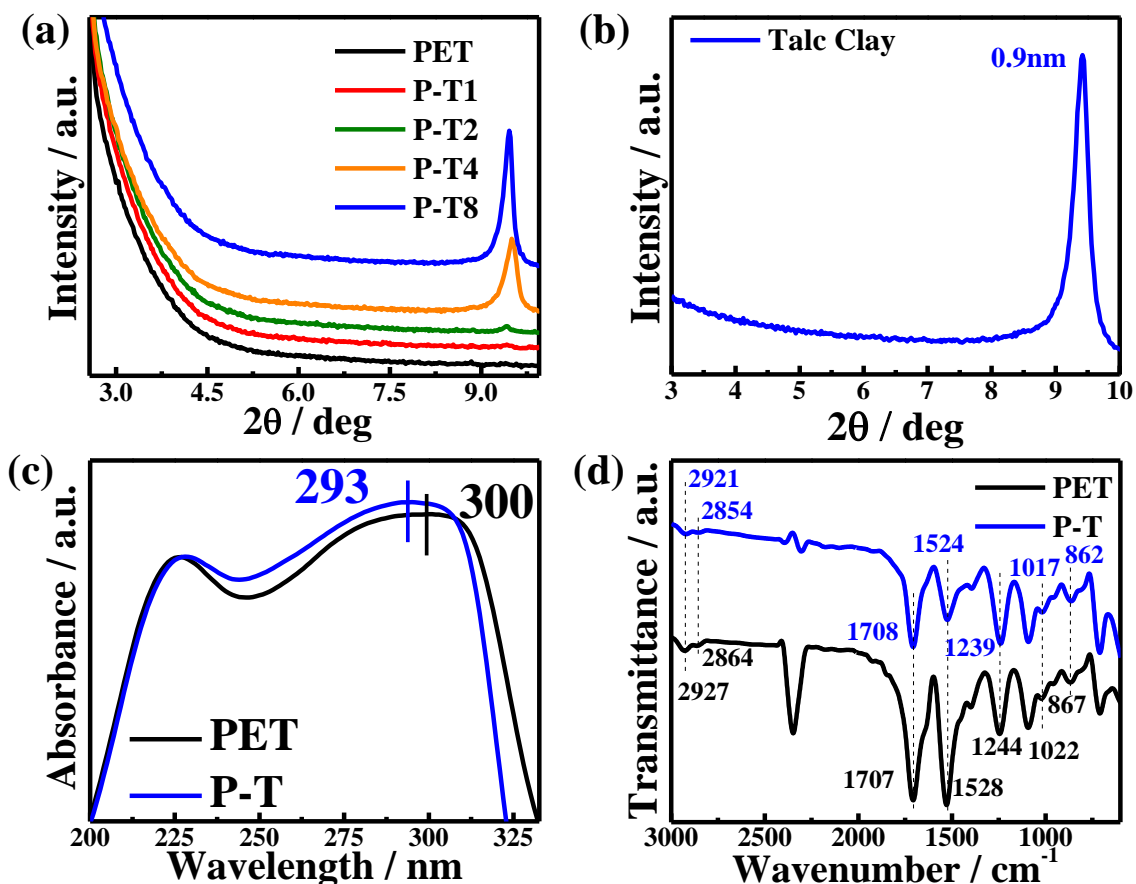 (a)
PET
P-T1
P-T2
P-T4
P-T8
Intensity / a.u.
3.0 4.5 6.0 7.5 9.0
2θ / deg
(b)
Talc Clay
0.9nm
Intensity / a.u.
3 4 5 6 7 8 9 10
2θ / deg
(c)
293
300
PET
P-T
Absorbance / a.u.
200 225 250 275 300 325
Wavelength / nm
(d)
2921
2854
PET
P-T
1524
1017 862
1708
1239
2864
2927
867
1244
1022
1707
1528
Transmittance / a.u.
3000 2500 2000 1500 1000
Wavenumber / cm⁻¹